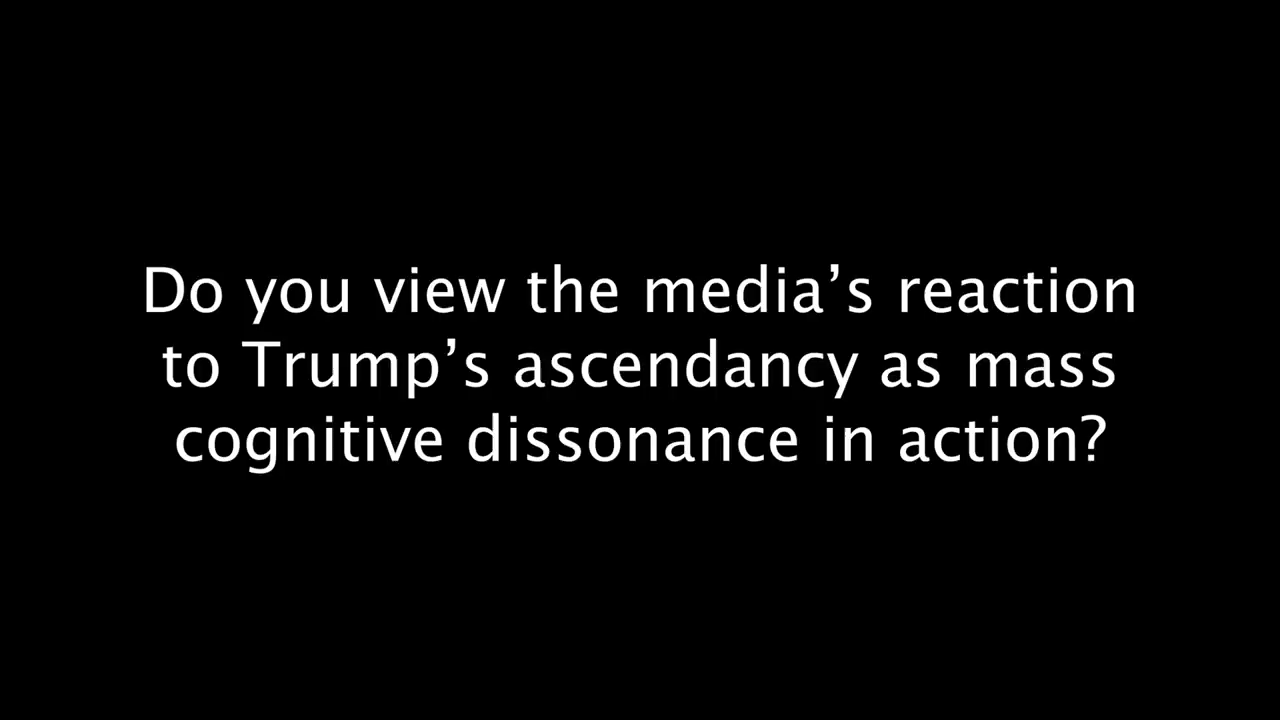 Do you view the media’s reaction
to Trump’s ascendancy as mass
cognitive dissonance in action?